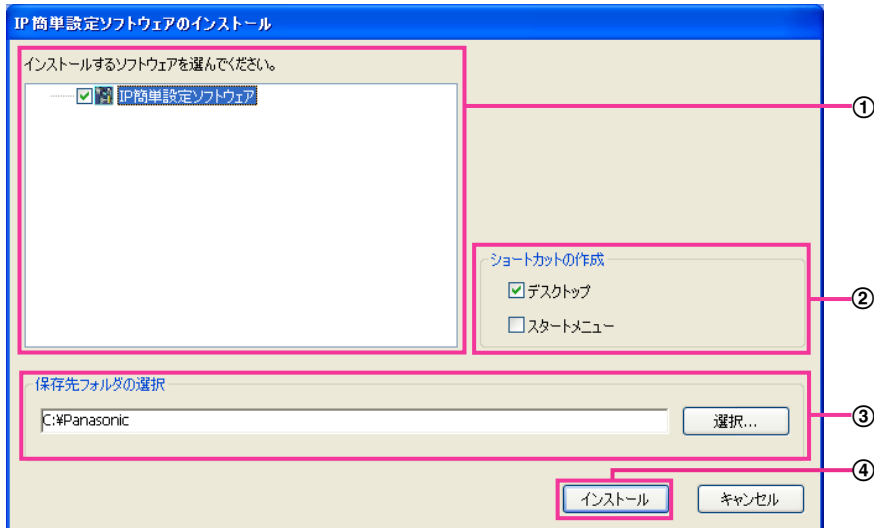 IP簡単設定ソフトウェアのインストール
インストールするソフトウェアを選んでください。
IP簡単設定ソフトウェア
①
ショートカットの作成
デスクトップ
②
スタートメニュー
保存先フォルダの選択
C:¥Panasonic
選択...
③
④
インストール
キャンセル